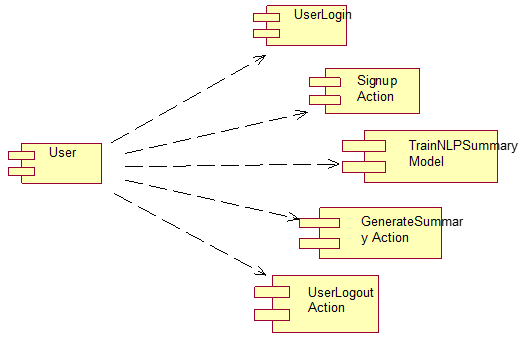 UserLogin
Signup
Action
User
TrainNLPSummary
Model
GenerateSummar
y Action
UserLogout
Action